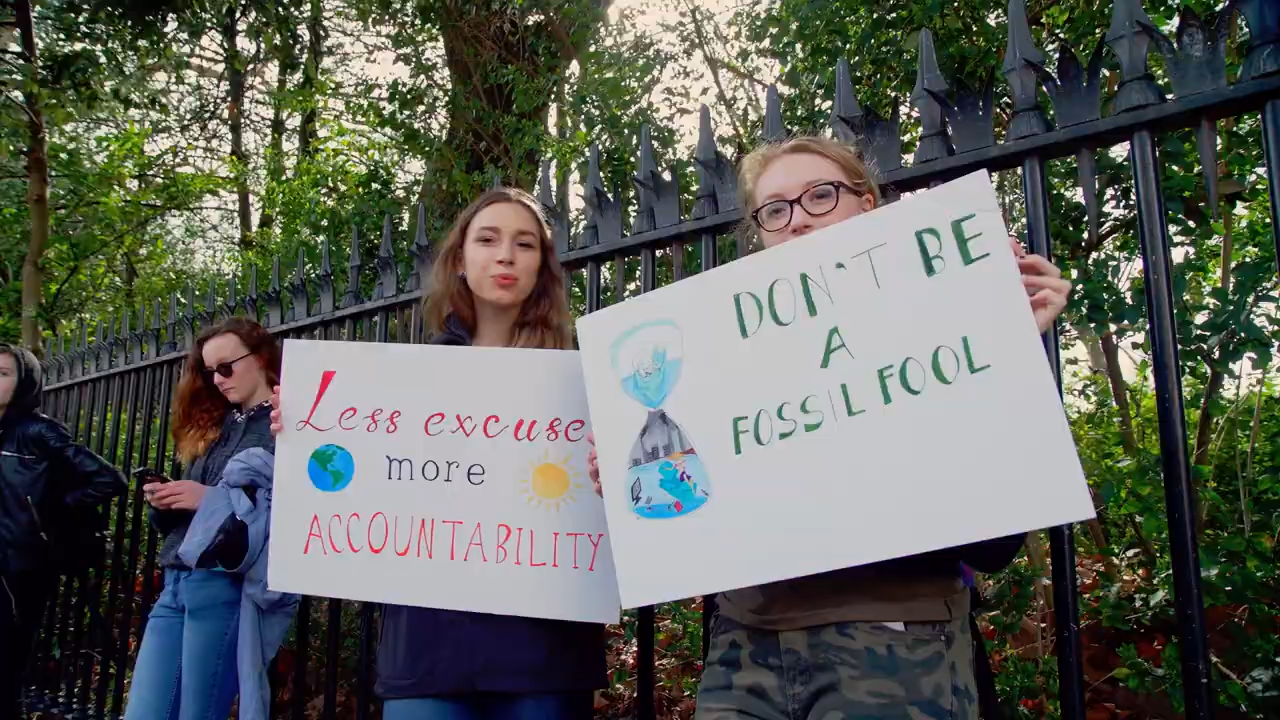 Less excuse
more
ACCOUNTABILITY
DON'T BE
A
FOSSIL FOOL